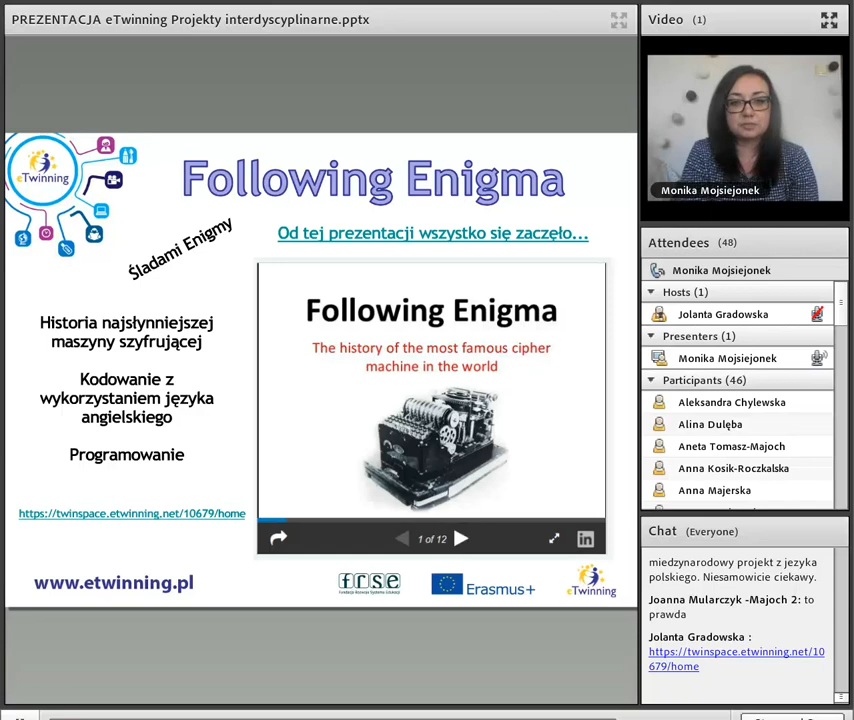 PREZENTACJA eTwinning Projekty interdyscyplinarne.pptx
eTwinning
Following Enigma
Śladami Enigmy
Od tej prezentacji wszystko się zaczęło...
Historia najsłynniejszej
maszyny szyfrującej
Kodowanie z
wykorzystaniem języka
angielskiego
Programowanie
https://twinspace.etwinning.net/10679/home
Following Enigma
The history of the most famous cipher
machine in the world
1 of 12
in
www.etwinning.pl
frse
Fundacja Rozwoju Systemu Edukacji
Erasmus+
eTwinning
Video (1)
Monika Mojsiejonek
Attendees (48)
Monika Mojsiejonek
Hosts (1)
Jolanta Gradowska
Presenters (1)
Monika Mojsiejonek
Participants (46)
Aleksandra Chylewska
Alina Dulęba
Aneta Tomasz-Majoch
Anna Kosik-Roczkalska
Anna Majerska
Chat (Everyone)
miedzynarodowy projekt z jezyka
polskiego. Niesamowicie ciekawy.
Joanna Mularczyk -Majoch 2: to
prawda
Jolanta Gradowska :
https://twinspace.etwinning.net/10
679/home